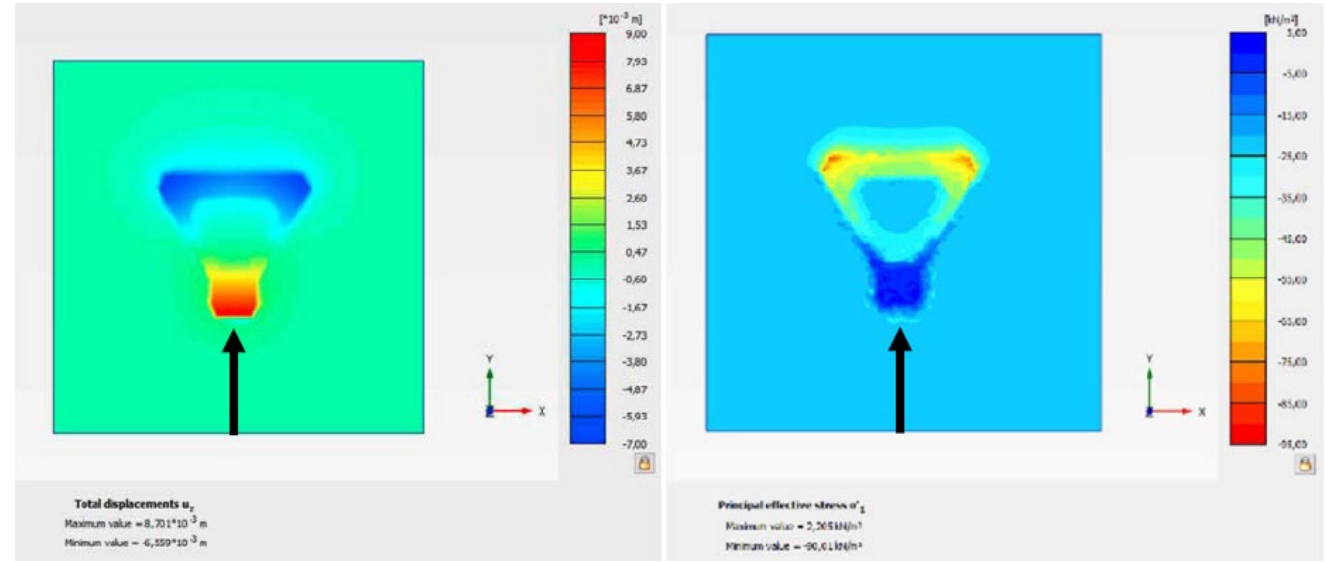 [*10⁻³ m]
9,00
7,93
6,87
5,80
4,73
3,67
2,60
1,53
0,47
-0,60
-1,67
-2,73
-3,80
-4,87
-5,93
-7,00
Y
X
Total displacements u_z
Maximum value = 8,701*10⁻³ m
Minimum value = -6,559*10⁻³ m
[kN/m²]
5,00
-5,00
-15,00
-25,00
-35,00
-45,00
-55,00
-65,00
-75,00
-85,00
-95,00
Y
X
Principal effective stress σ'₁
Maximum value = 2,205 kN/m²
Minimum value = -90,01 kN/m²